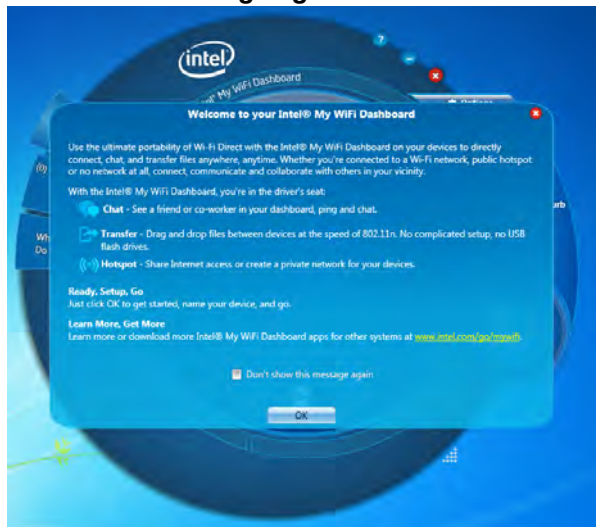 intel
My WiFi Dashboard
Options
Welcome to your Intel® My WiFi Dashboard
Use the ultimate portability of Wi-Fi Direct with the Intel® My WiFi Dashboard on your devices to directly
connect, chat, and transfer files anywhere, anytime. Whether you're connected to a Wi-Fi network, public hotspot
or no network at all, connect, communicate and collaborate with others in your vicinity.
With the Intel® My WiFi Dashboard, you're in the driver's seat:
Chat - See a friend or co-worker in your dashboard, ping and chat.
Transfer - Drag and drop files between devices at the speed of 802.11n. No complicated setup, no USB
flash drives.
Hotspot - Share Internet access or create a private network for your devices.
Ready, Setup, Go
Just click OK to get started, name your device, and go.
Learn More, Get More
Learn more or download more Intel® My WiFi Dashboard apps for other systems at www.intel.com/go/mywifi.
Don't show this message again
OK
(0)
Wh
Do
urb